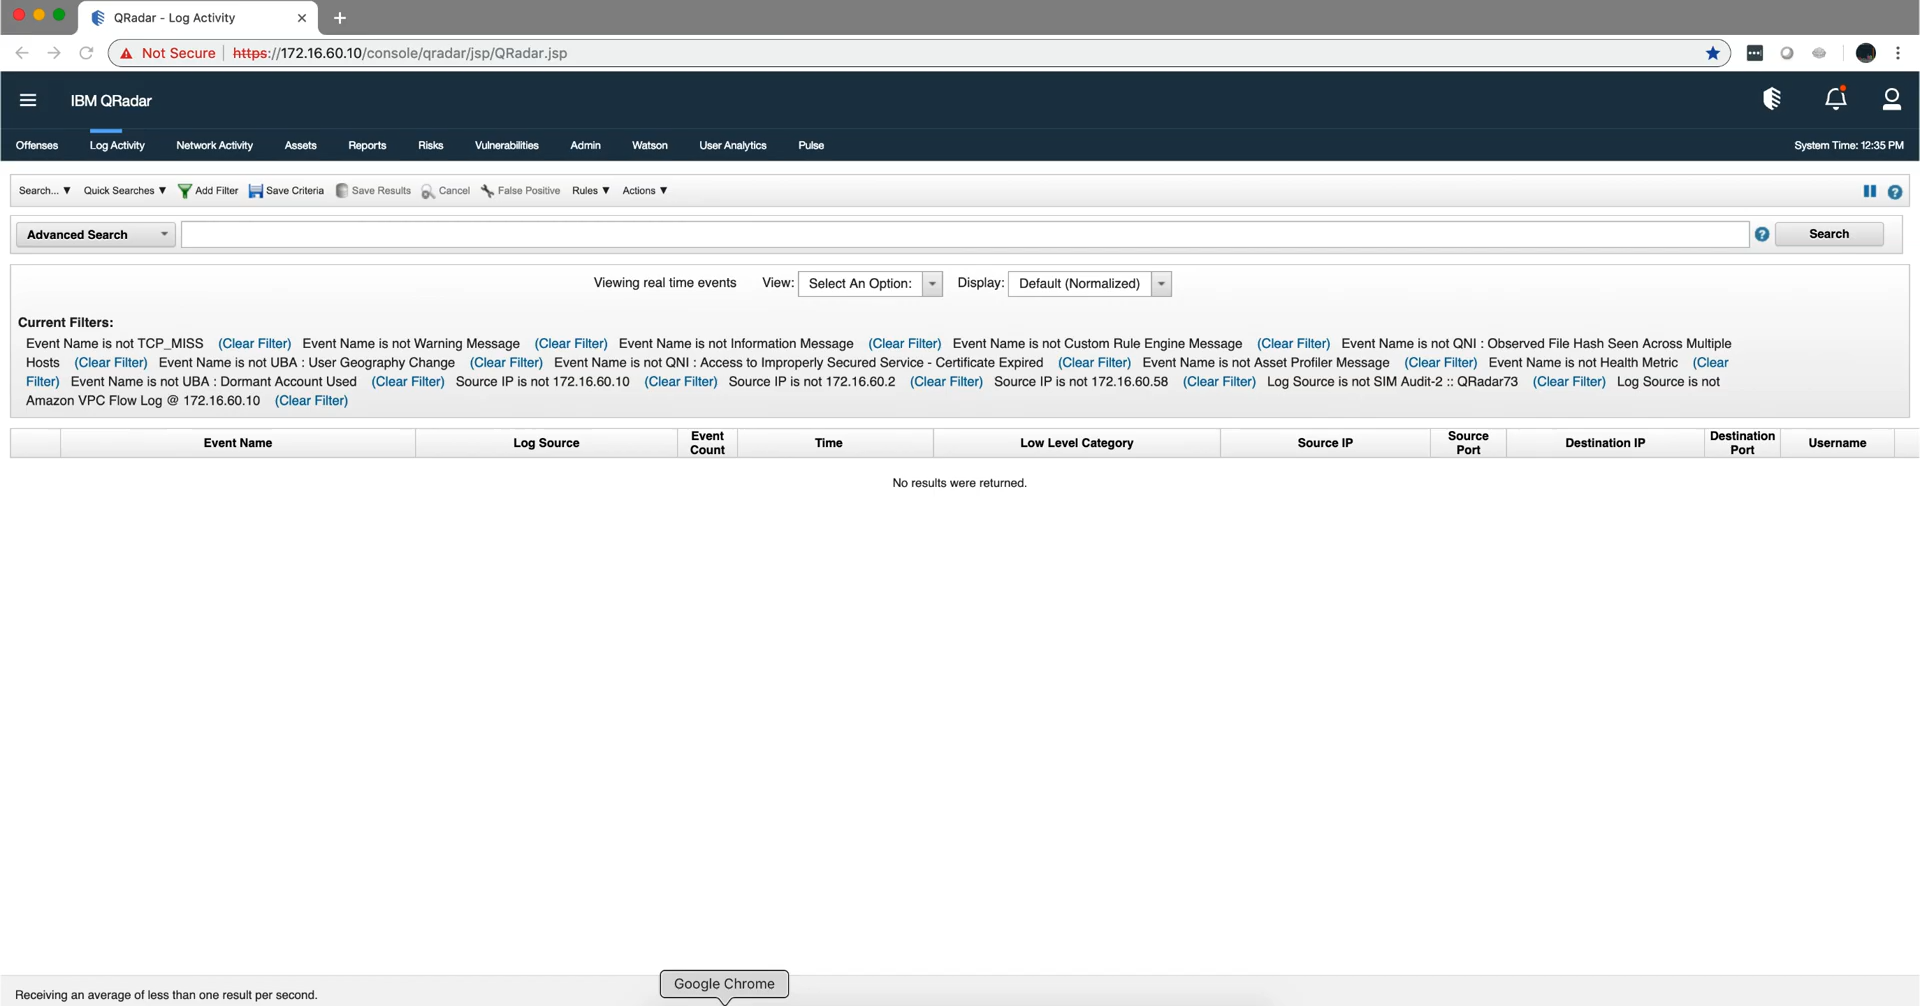 QRadar - Log Activity
Not Secure https://172.16.60.10/console/qradar/jsp/QRadar.jsp
IBM QRadar
Offenses Log Activity Network Activity Assets Reports Risks Vulnerabilities Admin Watson User Analytics Pulse System Time: 12:35 PM
Search... ▼ Quick Searches ▼ Add Filter Save Criteria Save Results Cancel False Positive Rules ▼ Actions ▼ ?
Advanced Search ? Search
Viewing real time events View: Select An Option: Display: Default (Normalized)
Current Filters:
Event Name is not TCP_MISS (Clear Filter) Event Name is not Warning Message (Clear Filter) Event Name is not Information Message (Clear Filter) Event Name is not Custom Rule Engine Message (Clear Filter) Event Name is not QNI : Observed File Hash Seen Across Multiple
Hosts (Clear Filter) Event Name is not UBA : User Geography Change (Clear Filter) Event Name is not QNI : Access to Improperly Secured Service - Certificate Expired (Clear Filter) Event Name is not Asset Profiler Message (Clear Filter) Event Name is not Health Metric (Clear
Filter) Event Name is not UBA : Dormant Account Used (Clear Filter) Source IP is not 172.16.60.10 (Clear Filter) Source IP is not 172.16.60.2 (Clear Filter) Source IP is not 172.16.60.58 (Clear Filter) Log Source is not SIM Audit-2 :: QRadar73 (Clear Filter) Log Source is not
Amazon VPC Flow Log @ 172.16.60.10 (Clear Filter)
Event Name Log Source Event Count Time Low Level Category Source IP Source Port Destination IP Destination Port Username
No results were returned.
Google Chrome
Receiving an average of less than one result per second.